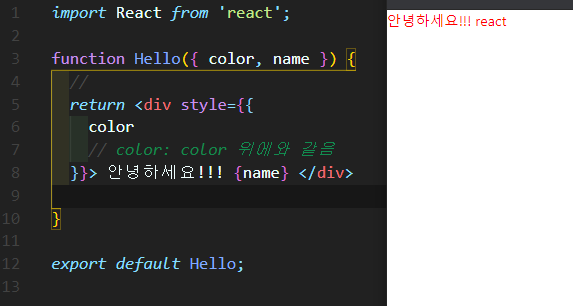 1 import React from 'react';
2
3 function Hello({ color, name }) {
4 //
5 return <div style={{
6 color
7 // color: color 위에와 같음
8 }}> 안녕하세요!!! {name} </div>
9
10 }
11
12 export default Hello;
13
안녕하세요!!! react